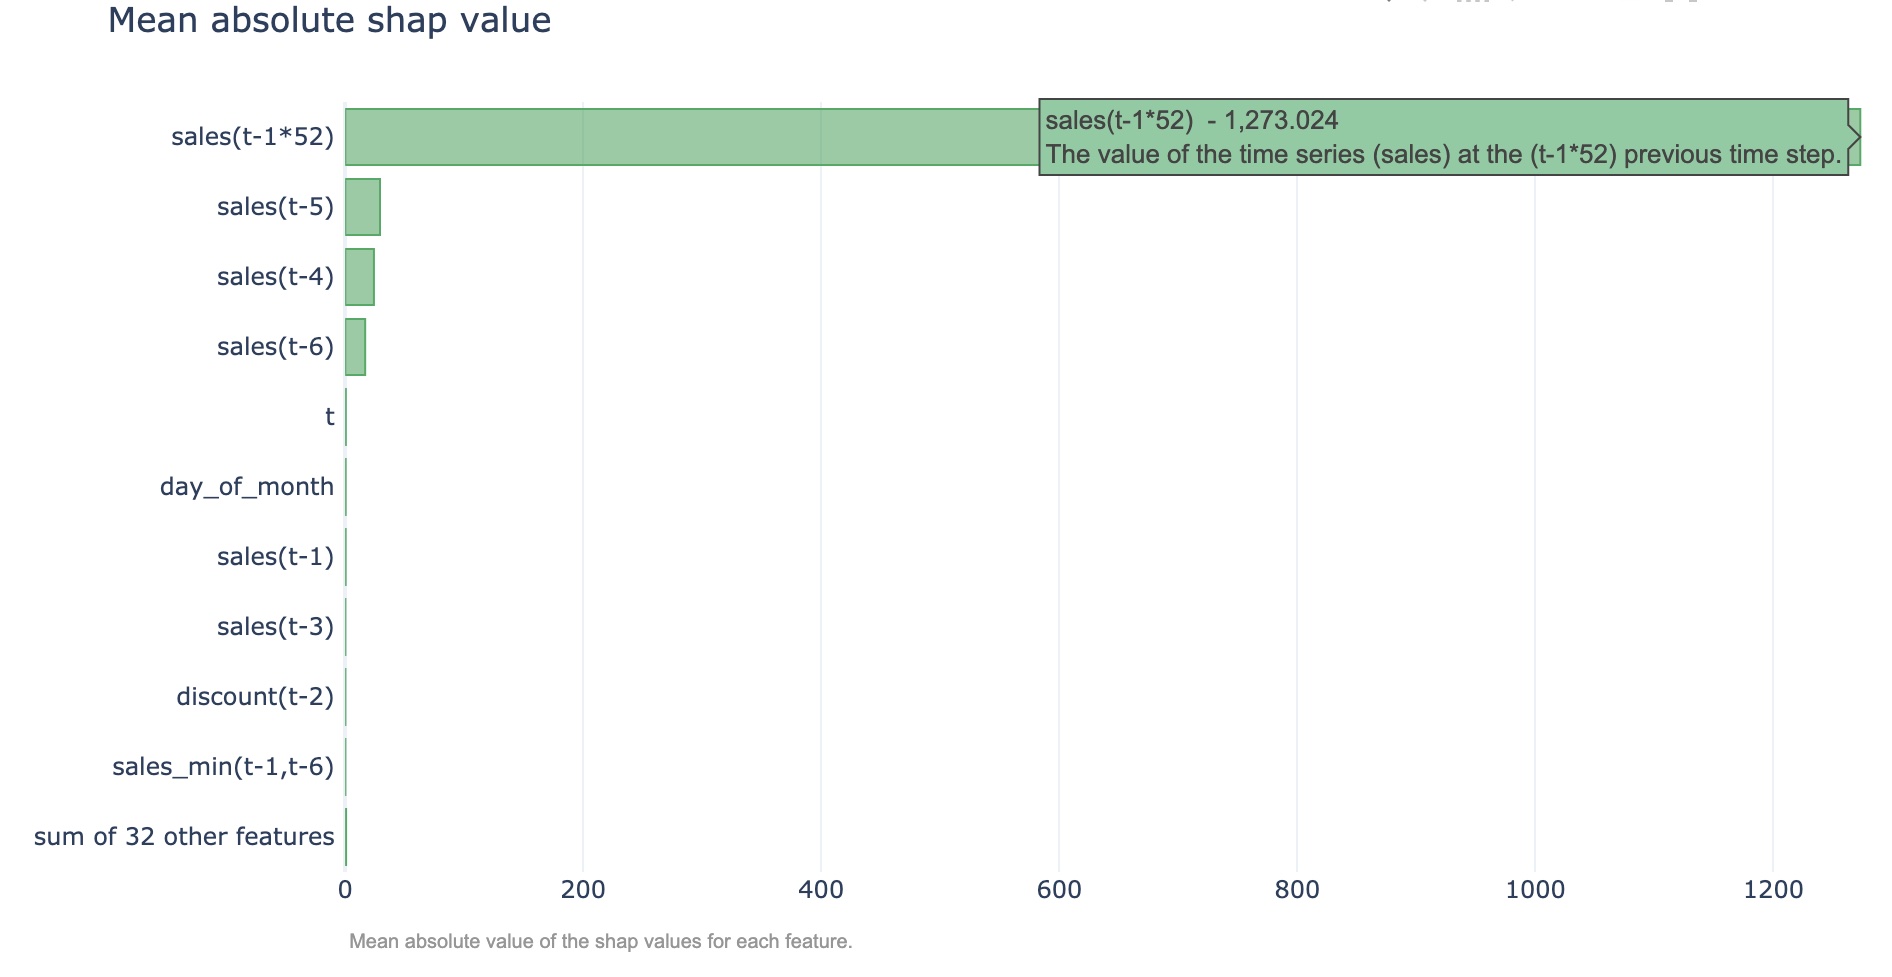 Mean absolute shap value
sales(t-1*52)
sales(t-1*52)  - 1,273.024
The value of the time series (sales) at the (t-1*52) previous time step.
sales(t-5)
sales(t-4)
sales(t-6)
t
day_of_month
sales(t-1)
sales(t-3)
discount(t-2)
sales_min(t-1,t-6)
sum of 32 other features
0 200 400 600 800 1000 1200
Mean absolute value of the shap values for each feature.